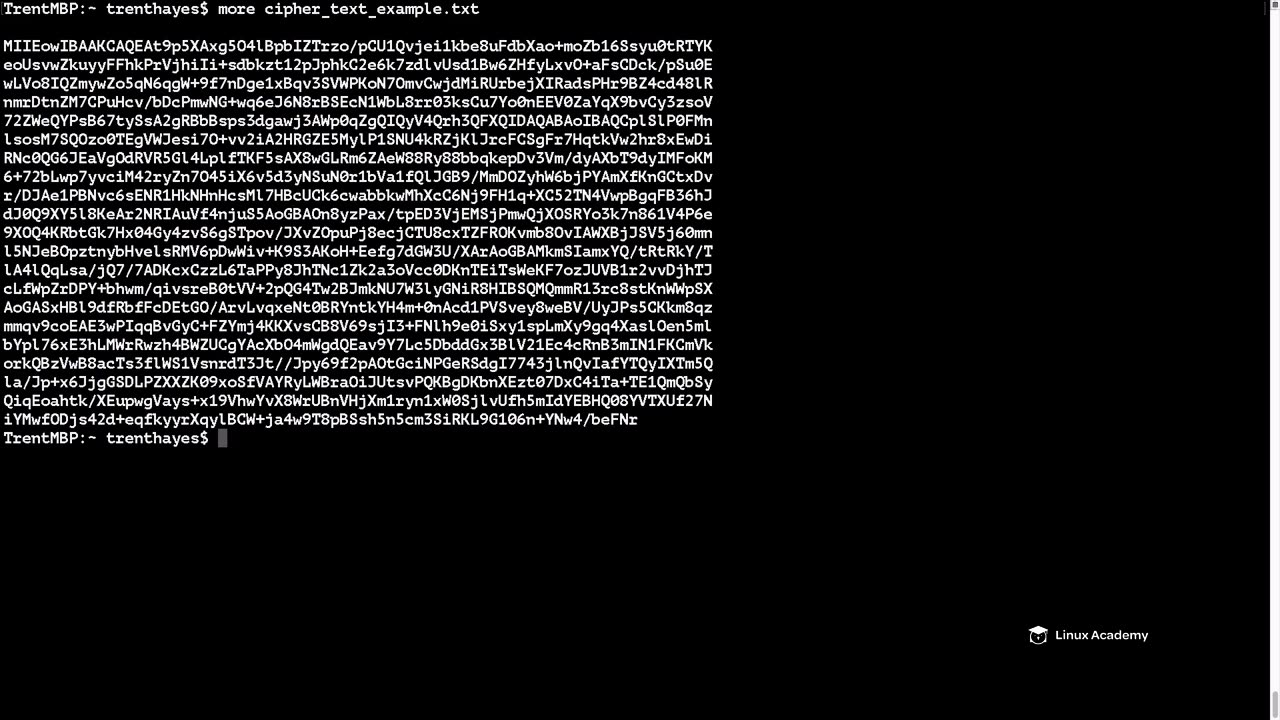 TrentMBP:~ trenthayes$ more cipher_text_example.txt
MIIEowIBAAKCAQEAt9p5XAxg5O4lBpbIZTrzo/pCU1Qvjei1kbe8uFdbXao+moZb16Ssyu0tRTYK
eoUsvwZkuyyFFhkPrVjhiIi+sdbkzt12pJphkC2e6k7zdlvUsd1Bw6ZHfyLxvO+aFsCDck/pSu0E
wLVo8IQZmywZo5qN6qgW+9f7nDge1xBqv3SVWPKoN7OmvCwjdMiRUrbejXIRadsPHr9BZ4cd48lR
nmrDtnZM7CPuHcv/bDcPmwNG+wq6eJ6N8rBSEcN1WbL8rr03ksCu7Yo0nEEV0ZaYqX9bvCy3zsoV
72ZWeQYPsB67tySsA2gRBbBsps3dgawj3AWp0qZgQIQyV4Qrh3QFXQIDAQABAoIBAQCplSlP0FMn
lsosM7SQOzo0TEgVWJesi7O+vv2iA2HRGZE5MylP1SNU4kRZjKlJrcFCSgFr7HqtkVw2hr8xEwDi
RNc0QG6JEaVgOdRVR5Gl4LplfTKF5sAX8wGLRm6ZAeW88Ry88bbqkepDv3Vm/dyAXbT9dyIMFoKM
6+72bLwp7yvciM42ryZn7O45iX6v5d3yNSuN0r1bVa1fQlJGB9/MmDOZyhW6bjPYAmXfKnGCtxDv
r/DJAe1PBNvc6sENR1HkNHnHcsMl7HBcUCk6cwabbkwMhXcC6Nj9FH1q+XC52TN4VwpBgqFB36hJ
dJ0Q9XY5l8KeAr2NRIAuVf4njuS5AoGBAOn8yzPax/tpED3VjEMSjPmwQjXOSRYo3k7n861V4P6e
9XOQ4KRbtGk7Hx04Gy4zvS6gSTpov/JXvZOpuPj8ecjCTU8cxTZFROKvmb8OvIAWXBjJSV5j60mn
l5NJeBOpztnybHvelsRMV6pDwWiv+K9S3AKoH+Eefg7dGW3U/XArAoGBAMkmSIamxYQ/tRtRkY/T
lA4lQqLsa/jQ7/7ADKcxCzzL6TaPPy8JhTNc1Zk2a3oVcc0DKnTEiTsWeKF7ozJUVB1r2vvDjhTJ
cLfWpZrDPY+bhwm/qivsreB0tVV+2pQG4Tw2BJmkNU7W3lyGNiR8HIBSQMQmmR13rc8stKnWWpSX
AoGASxHBl9dfRbfFcDEtGO/ArvLvqxeNt0BRYntkYH4m+0nAcd1PVSvey8weBV/UyJPs5CKkm8qz
mmqv9coEAE3wPIqqBvGyC+FZYmj4KKXvsCB8V69sjI3+FNlh9e0iSxy1spLmXy9gq4XaslOen5ml
bYpl76xE3hLMWrRwzh4BWZUCgYAcXbO4mWgdQEav9Y7Lc5DbddGx3BlV21Ec4cRnB3mIN1FKCmVk
orkQBzVwB8acTs3flWS1VsnrdT3Jt//Jpy69f2pAOtGciNPGeRSdgI7743jlnQvIafYTQyIXTm5Q
la/Jp+x6JjgGSDLPZXXZK09xoSfVAYRyLWBraOiJUtsvPQKBgDKbnXEzt07DxC4iTa+TE1QmQbSy
QiqEoahtk/XEupwgVays+x19VhwYvX8WrUBnVHjXm1ryn1xW0SjlvUfh5mIdYEBHQ08YVTXUf27N
iYMwfODjs42d+eqfkyyrXqylBCW+ja4w9T8pBSsh5n5cm3SiRKL9G106n+YNw4/beFNr
TrentMBP:~ trenthayes$
Linux Academy